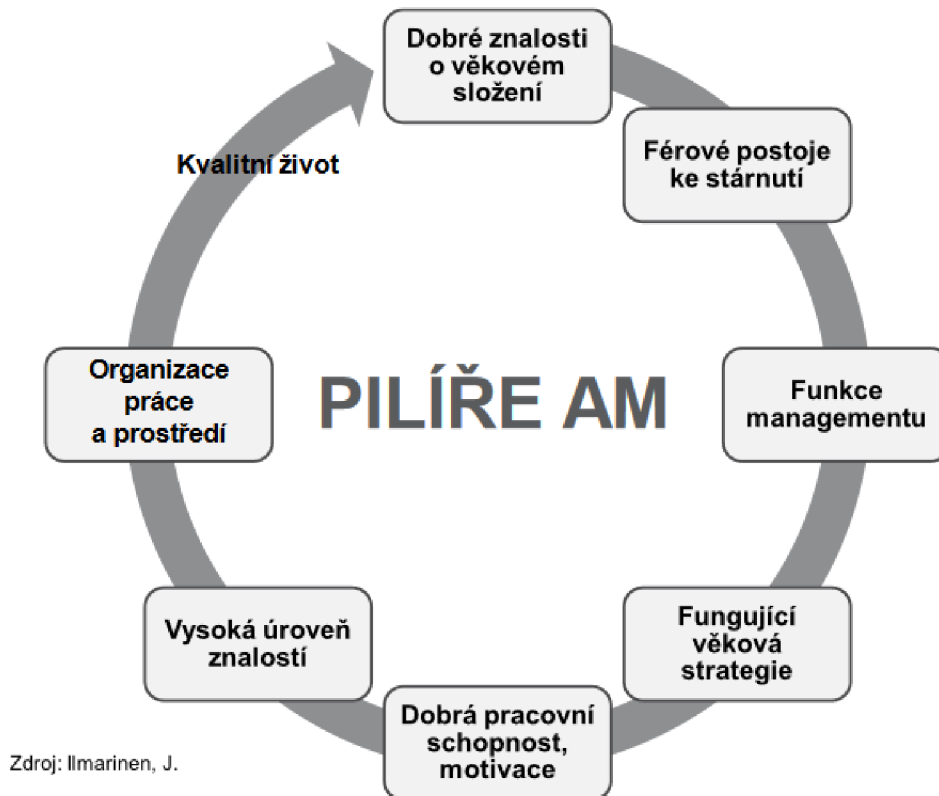 Dobré znalosti
o věkovém
složení
Férové postoje
ke stárnutí
Funkce
managementu
Fungující
věková
strategie
Dobrá pracovní
schopnost,
motivace
Vysoká úroveň
znalostí
Organizace
práce
a prostředí
Kvalitní život
PILÍŘE AM
Zdroj: Ilmarinen, J.